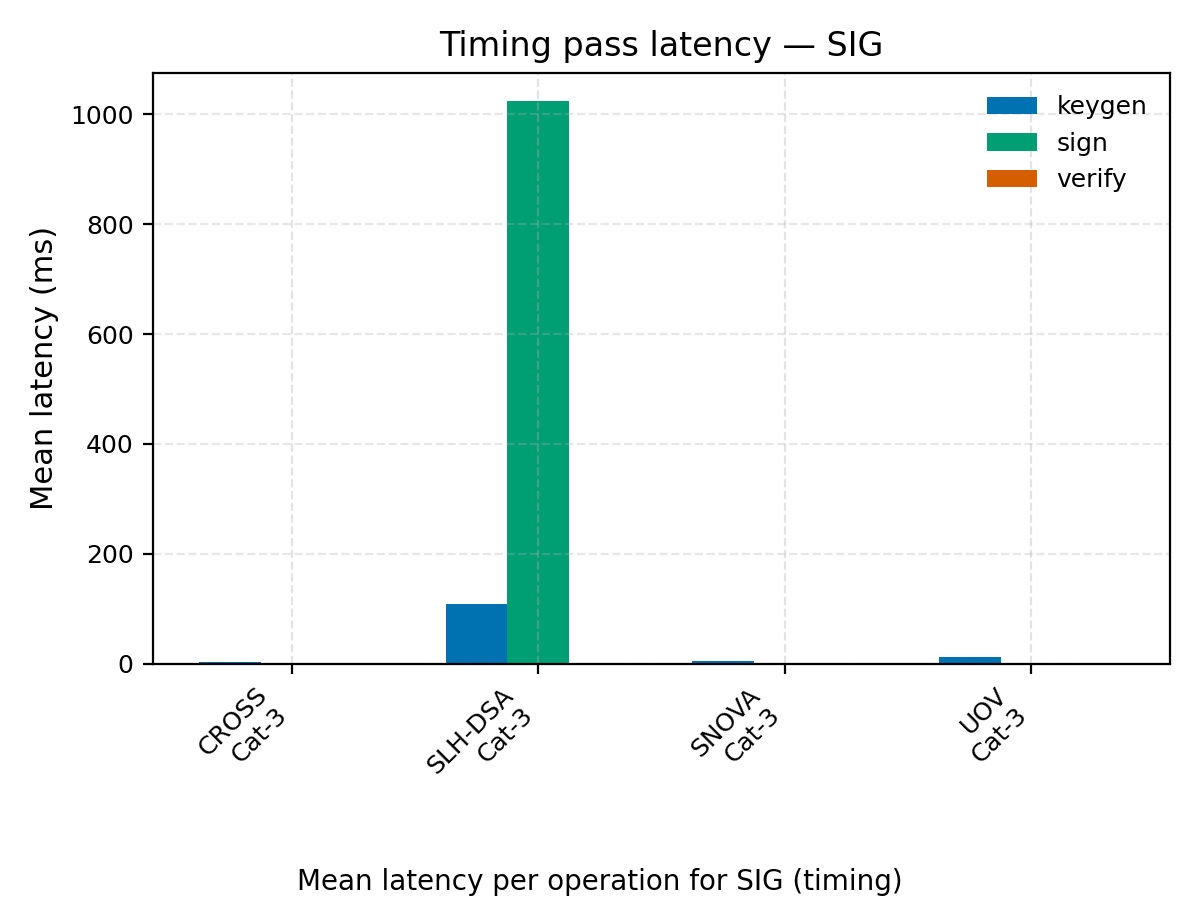 Timing pass latency — SIG
Mean latency (ms)
1000
800
600
400
200
0
keygen
sign
verify
CROSS
Cat-3
SLH-DSA
Cat-3
SNOVA
Cat-3
UOV
Cat-3
Mean latency per operation for SIG (timing)